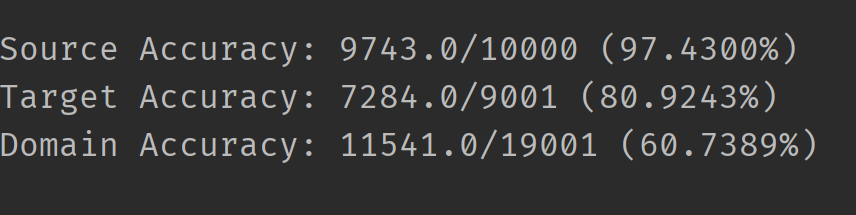 Source Accuracy: 9743.0/10000 (97.4300%)
Target Accuracy: 7284.0/9001 (80.9243%)
Domain Accuracy: 11541.0/19001 (60.7389%)